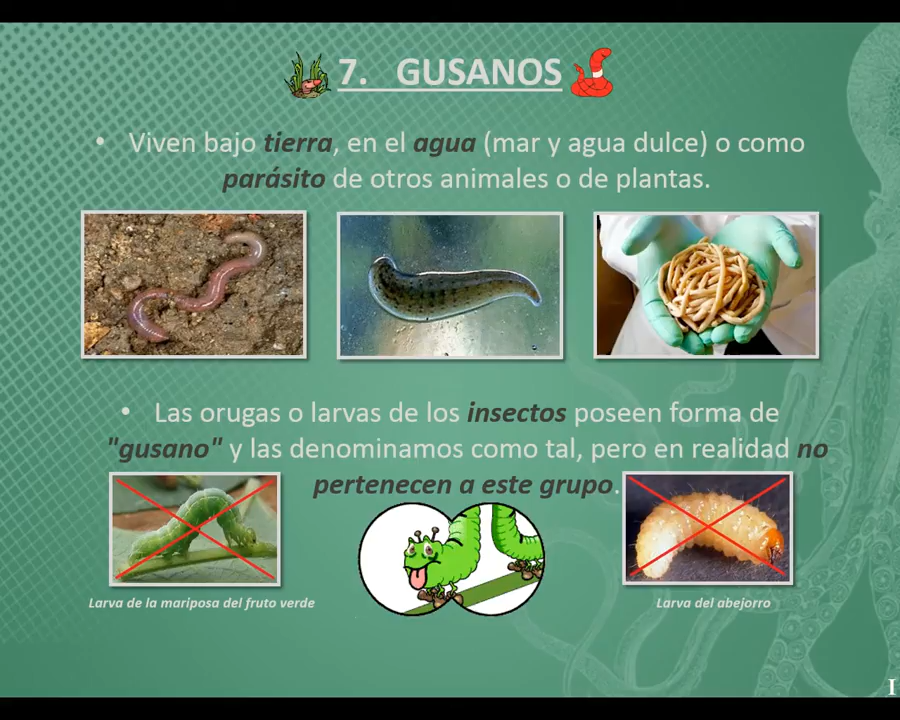 7. GUSANOS
• Viven bajo tierra, en el agua (mar y agua dulce) o como
parásito de otros animales o de plantas.
• Las orugas o larvas de los insectos poseen forma de
"gusano" y las denominamos como tal, pero en realidad no
pertenecen a este grupo.
Larva de la mariposa del fruto verde
Larva del abejorro
I